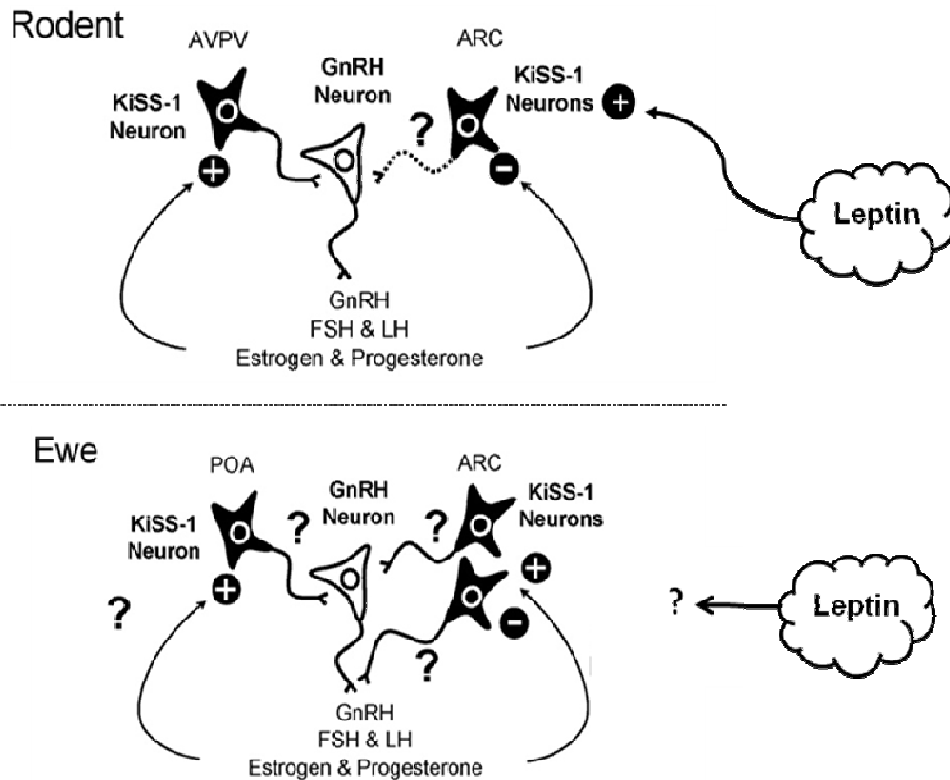 Rodent
AVPV
ARC
GnRH
Neuron
KiSS-1
Neurons
KiSS-1
Neuron
+
?
+
-
Leptin
GnRH
FSH & LH
Estrogen & Progesterone
Ewe
POA
ARC
GnRH
Neuron
KiSS-1
Neurons
KiSS-1
Neuron
?
?
+
+
?
?
Leptin
-
?
GnRH
FSH & LH
Estrogen & Progesterone